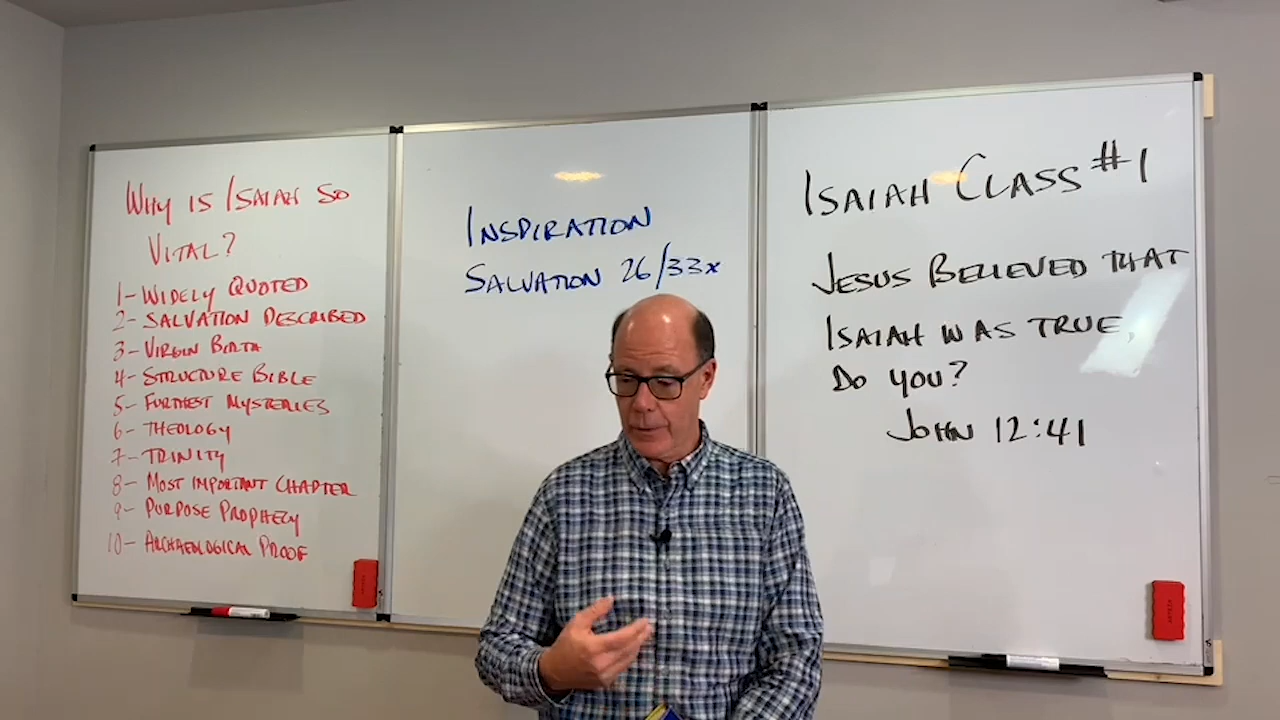 WHY IS ISAIAH SO
VITAL?
1- WIDELY QUOTED
2- SALVATION DESCRIBED
3- VIRGIN BIRTH
4- STRUCTURE BIBLE
5- FURTHEST MYSTERIES
6- THEOLOGY
7- TRINITY
8- MOST IMPORTANT CHAPTER
9- PURPOSE PROPHECY
10- ARCHAEOLOGICAL PROOF
INSPIRATION
SALVATION 26/33x
ISAIAH CLASS #1
JESUS BELIEVED THAT
ISAIAH WAS TRUE,
DO YOU?
JOHN 12:41